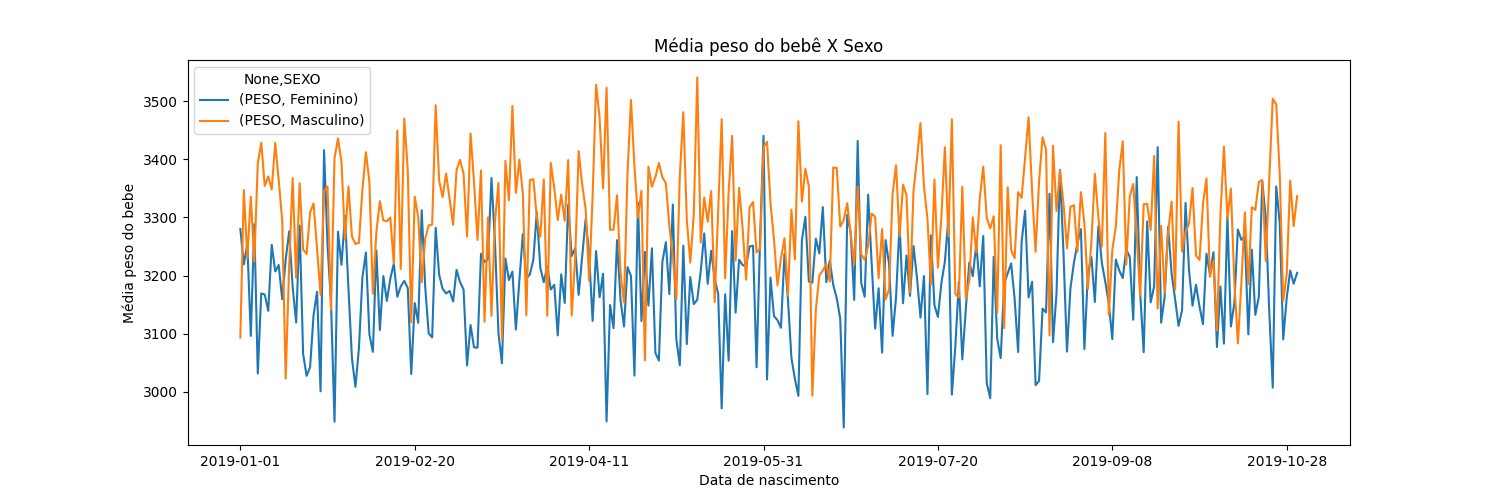 Média peso do bebê X Sexo
None,SEXO
(PESO, Feminino)
(PESO, Masculino)
Média peso do bebe
3500
3400
3300
3200
3100
3000
2019-01-01
2019-02-20
2019-04-11
2019-05-31
2019-07-20
2019-09-08
2019-10-28
Data de nascimento